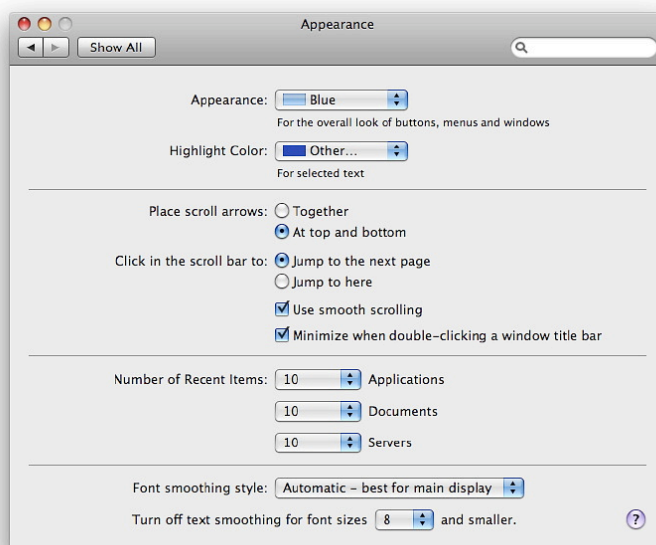 Appearance
Show All
Appearance: Blue
For the overall look of buttons, menus and windows
Highlight Color: Other...
For selected text
Place scroll arrows: Together
At top and bottom
Click in the scroll bar to: Jump to the next page
Jump to here
Use smooth scrolling
Minimize when double-clicking a window title bar
Number of Recent Items: 10 Applications
10 Documents
10 Servers
Font smoothing style: Automatic - best for main display
Turn off text smoothing for font sizes 8 and smaller.
?